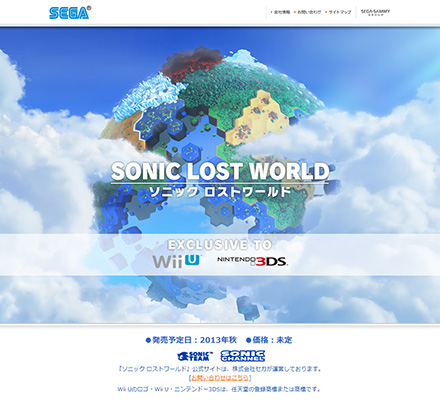 SEGA®
会社情報 お問い合わせ サイトマップ
SEGA SAMMY
GROUP
SONIC LOST WORLD
ソニック ロストワールド
EXCLUSIVE TO
Wii U™ NINTENDO 3DS™
●発売予定日：2013年秋 ●価格：未定
SONIC TEAM SONIC CHANNEL
『ソニック ロストワールド』公式サイトは、株式会社セガが運営しております。
[お問い合わせはこちら]
Wii Uのロゴ・Wii U・ニンテンドー3DSは、任天堂の登録商標または商標です。